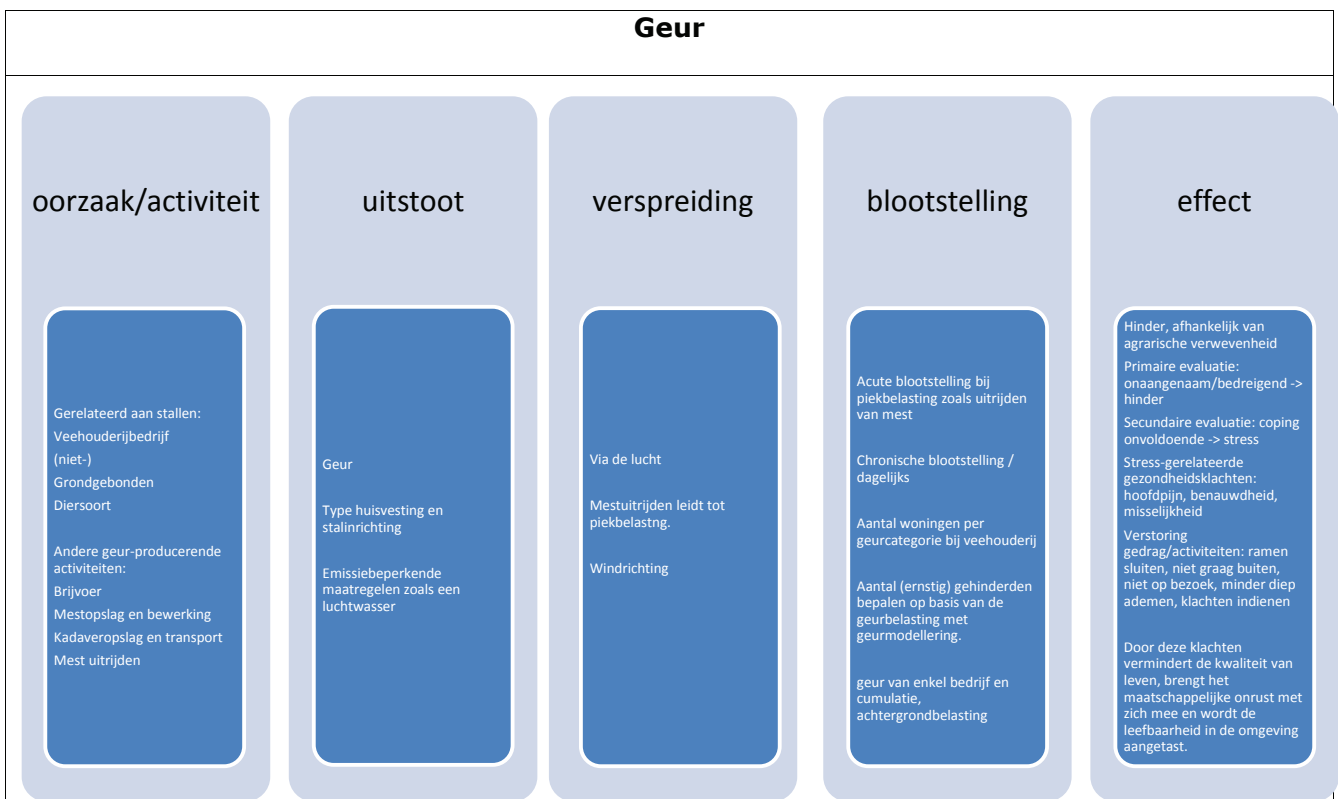 Geur
oorzaak/activiteit
Gerelateerd aan stallen:
Veehouderijbedrijf
(niet-)
Grondgebonden
Diersoort
Andere geur-producerende
activiteiten:
Brijvoer
Mestopslag en bewerking
Kadaveropslag en transport
Mest uitrijden
uitstoot
Geur
Type huisvesting en
stalinrichting
Emissiebeperkende
maatregelen zoals een
luchtwasser
verspreiding
Via de lucht
Mestuitrijden leidt tot
piekbelastng.
Windrichting
blootstelling
Acute blootstelling bij
piekbelasting zoals uitrijden
van mest
Chronische blootstelling /
dagelijks
Aantal woningen per
geurcategorie bij veehouderij
Aantal (ernstig) gehinderden
bepalen op basis van de
geurbelasting met
geurmodellering.
geur van enkel bedrijf en
cumulatie,
achtergrondbelasting
effect
Hinder, afhankelijk van
agrarische verwevenheid
Primaire evaluatie:
onaangenaam/bedreigend ->
hinder
Secundaire evaluatie: coping
onvoldoende -> stress
Stress-gerelateerde
gezondheidsklachten:
hoofdpijn, benauwdheid,
misselijkheid
Verstoring
gedrag/activiteiten: ramen
sluiten, niet graag buiten,
niet op bezoek, minder diep
ademen, klachten indienen
Door deze klachten
vermindert de kwaliteit van
leven, brengt het
maatschappelijke onrust met
zich mee en wordt de
leefbaarheid in de omgeving
aangetast.